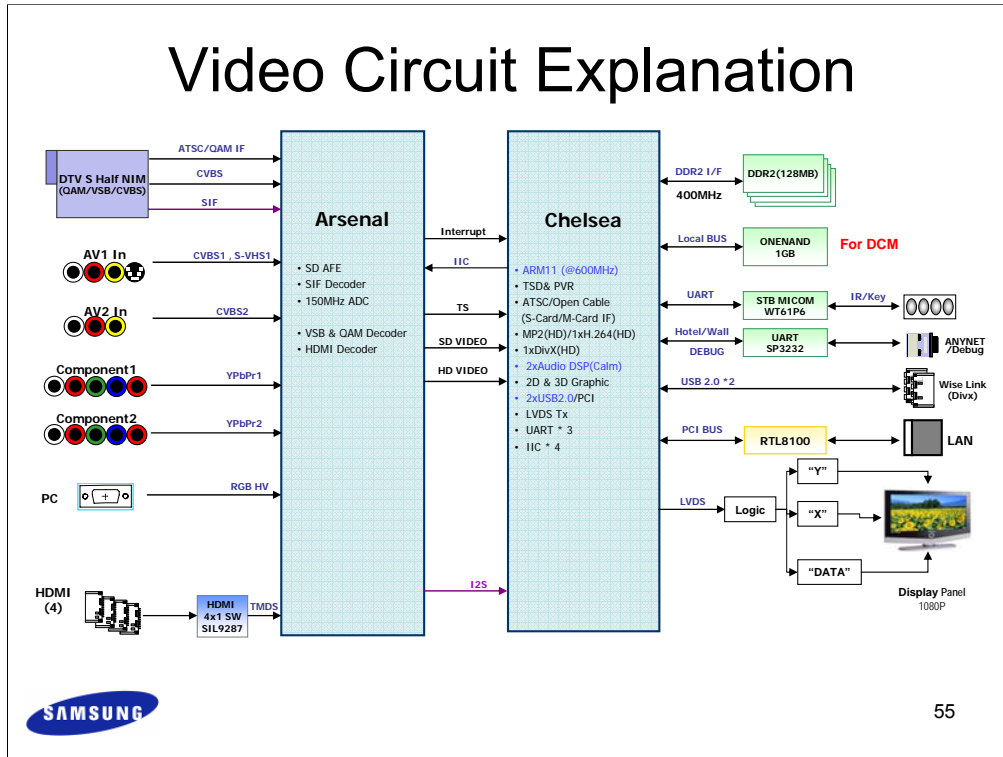 Video Circuit Explanation
DTV S Half NIM
(QAM/VSB/CVBS)
ATSC/QAM IF
CVBS
SIF
AV1 In
CVBS1 , S-VHS1
AV2 In
CVBS2
Component1
YPbPr1
Component2
YPbPr2
PC
RGB HV
HDMI
(4)
HDMI
4x1 SW
SIL9287
TMDS
Arsenal
• SD AFE
• SIF Decoder
• 150MHz ADC
• VSB & QAM Decoder
• HDMI Decoder
Interrupt
IIC
TS
SD VIDEO
HD VIDEO
I2S
Chelsea
• ARM11 (@600MHz)
• TSD& PVR
• ATSC/Open Cable
(S-Card/M-Card IF)
• MP2(HD)/1xH.264(HD)
• 1xDivX(HD)
• 2xAudio DSP(Calm)
• 2D & 3D Graphic
• 2xUSB2.0/PCI
• LVDS Tx
• UART * 3
• IIC * 4
DDR2 I/F
400MHz
DDR2(128MB)
Local BUS
ONENAND
1GB
For DCM
UART
STB MICOM
WT61P6
IR/Key
Hotel/Wall
DEBUG
UART
SP3232
ANYNET
/Debug
USB 2.0 *2
Wise Link
(Divx)
PCI BUS
RTL8100
LAN
LVDS
Logic
“Y”
“X”
“DATA”
Display Panel
1080P
SAMSUNG
55